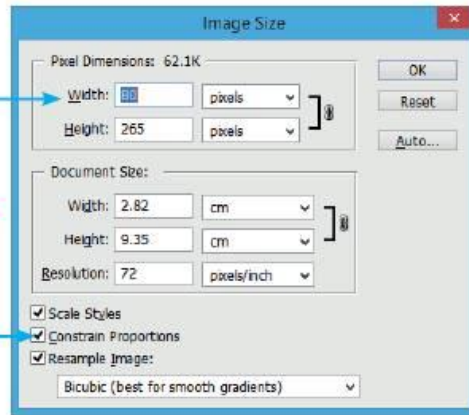 Image Size
Pixel Dimensions: 62.1K
Width: 80 pixels
Height: 265 pixels
OK
Reset
Auto...
Document Size:
Width: 2.82 cm
Height: 9.35 cm
Resolution: 72 pixels/inch
Scale Styles
Constrain Proportions
Resample Image:
Bicubic (best for smooth gradients)